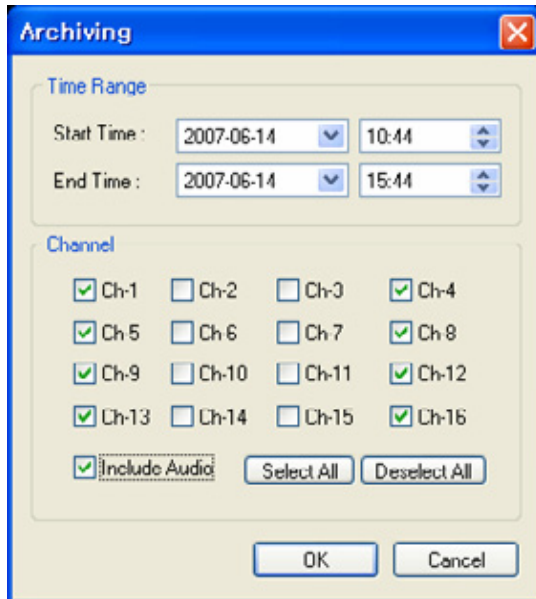 Archiving
Time Range
Start Time : 2007-06-14 10:44
End Time : 2007-06-14 15:44
Channel
Ch-1 Ch-2 Ch-3 Ch-4
Ch 5 Ch 6 Ch-7 Ch 8
Ch-9 Ch-10 Ch-11 Ch-12
Ch-13 Ch-14 Ch-15 Ch-16
Include Audio Select All Deselect All
OK Cancel